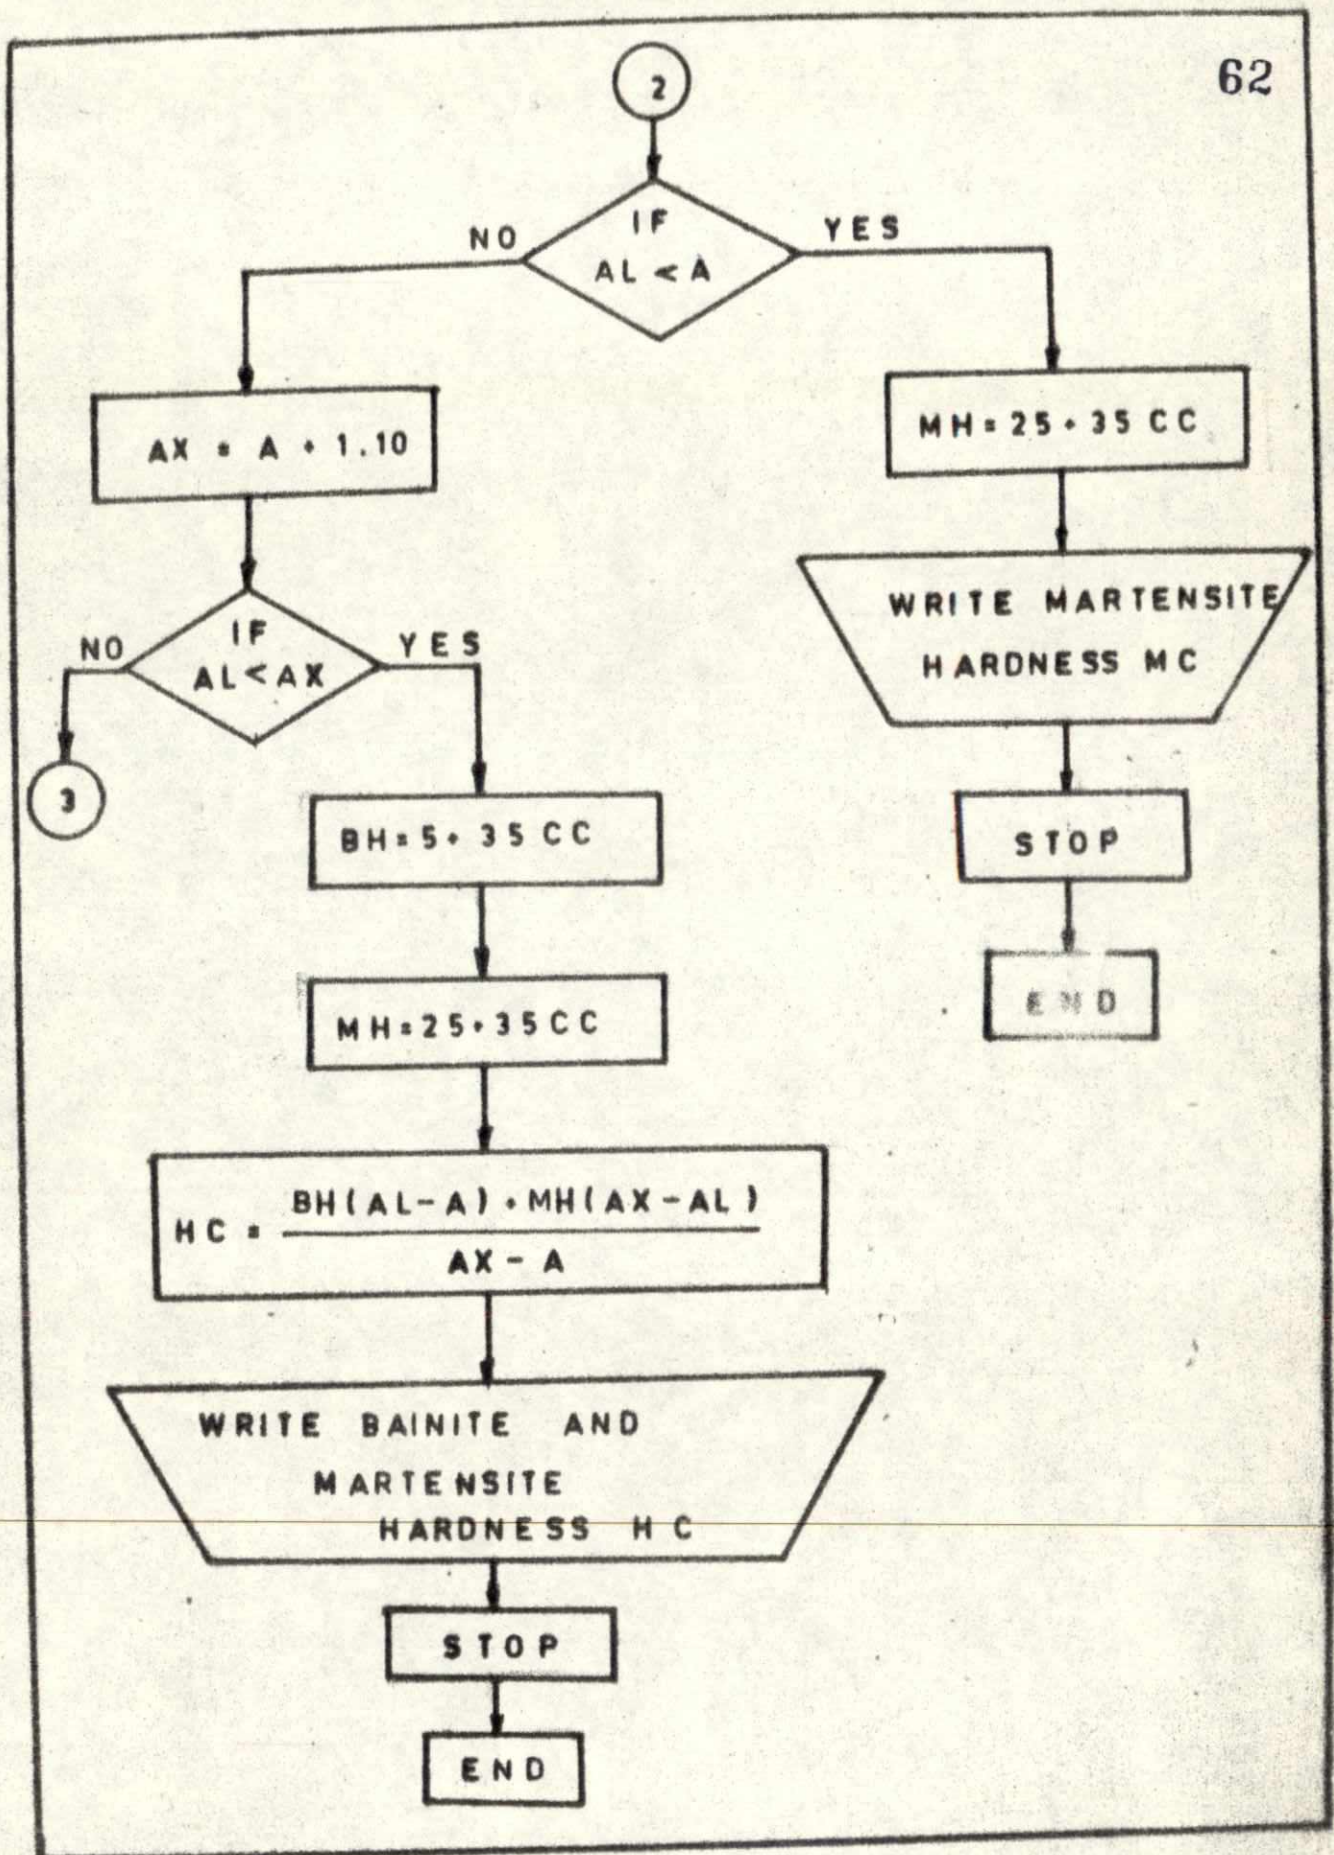 62
2
IF
AL < A
NO
YES
AX = A + 1.10
MH = 25 + 35 CC
WRITE MARTENSITE
HARDNESS MC
STOP
END
IF
AL < AX
NO
YES
3
BH = 5 + 35 CC
MH = 25 + 35 CC
HC = BH(AL - A) + MH(AX - AL)
AX - A
WRITE BAINITE AND
MARTENSITE
HARDNESS HC
STOP
END